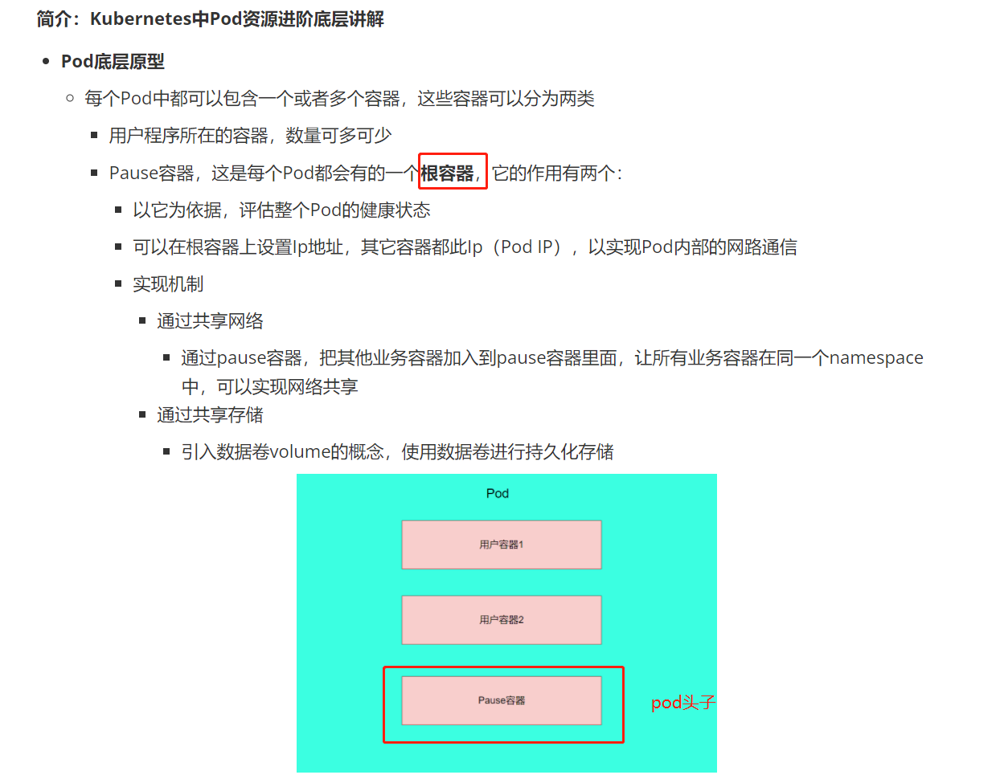 简介：Kubernetes中Pod资源进阶底层讲解
Pod底层原型
每个Pod中都可以包含一个或者多个容器，这些容器可以分为两类
用户程序所在的容器，数量可多可少
Pause容器，这是每个Pod都会有的一个根容器，它的作用有两个：
以它为依据，评估整个Pod的健康状态
可以在根容器上设置Ip地址，其它容器都此Ip（Pod IP），以实现Pod内部的网路通信
实现机制
通过共享网络
通过pause容器，把其他业务容器加入到pause容器里面，让所有业务容器在同一个namespace
中，可以实现网络共享
通过共享存储
引入数据卷volume的概念，使用数据卷进行持久化存储
Pod
用户容器1
用户容器2
Pause容器
pod头子